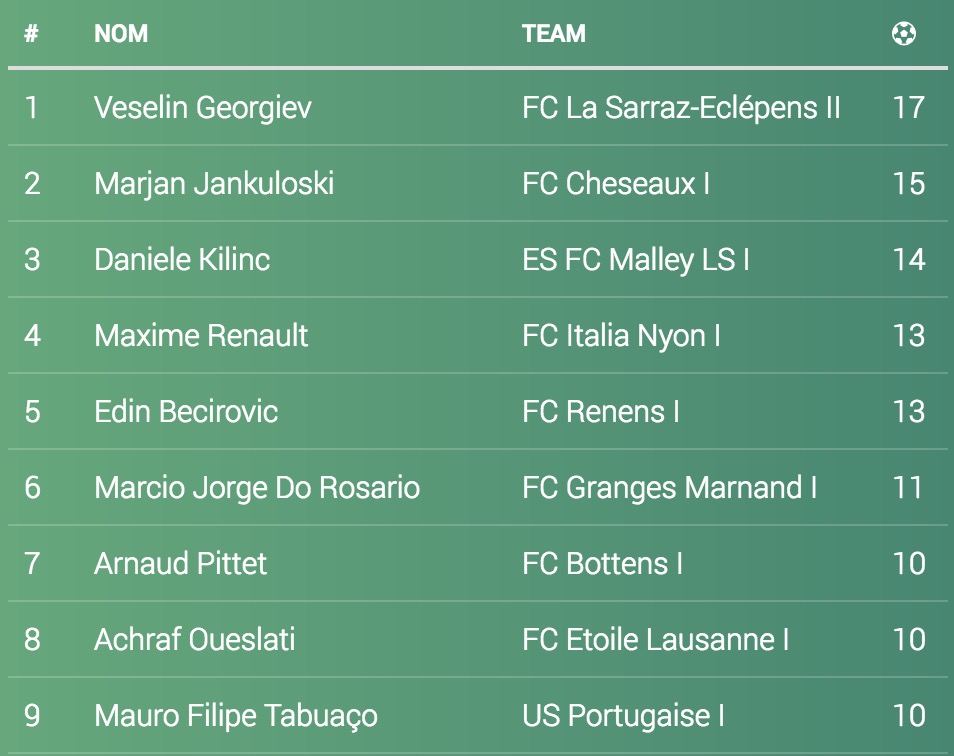 # NOM TEAM
1 Veselin Georgiev FC La Sarraz-Eclépens II 17
2 Marjan Jankuloski FC Cheseaux I 15
3 Daniele Kilinc ES FC Malley LS I 14
4 Maxime Renault FC Italia Nyon I 13
5 Edin Becirovic FC Renens I 13
6 Marcio Jorge Do Rosario FC Granges Marnand I 11
7 Arnaud Pittet FC Bottens I 10
8 Achraf Oueslati FC Etoile Lausanne I 10
9 Mauro Filipe Tabuaço US Portugaise I 10